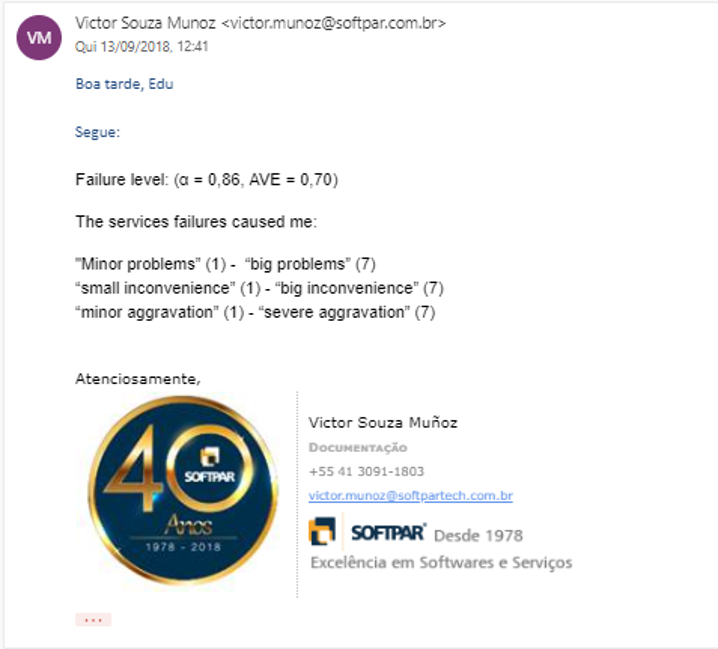 VM
Victor Souza Munoz <victor.munoz@softpar.com.br>
Qui 13/09/2018, 12:41
Boa tarde, Edu
Segue:
Failure level: (α = 0,86, AVE = 0,70)
The services failures caused me:
"Minor problems” (1) -  “big problems” (7)
“small inconvenience” (1) - “big inconvenience” (7)
“minor aggravation” (1) - “severe aggravation” (7)
Atenciosamente,
40
SOFTPAR
Anos
1978 - 2018
Victor Souza Muñoz
Documentação
+55 41 3091-1803
victor.munoz@softpartech.com.br
SOFTPAR® Desde 1978
Excelência em Softwares e Serviços
...